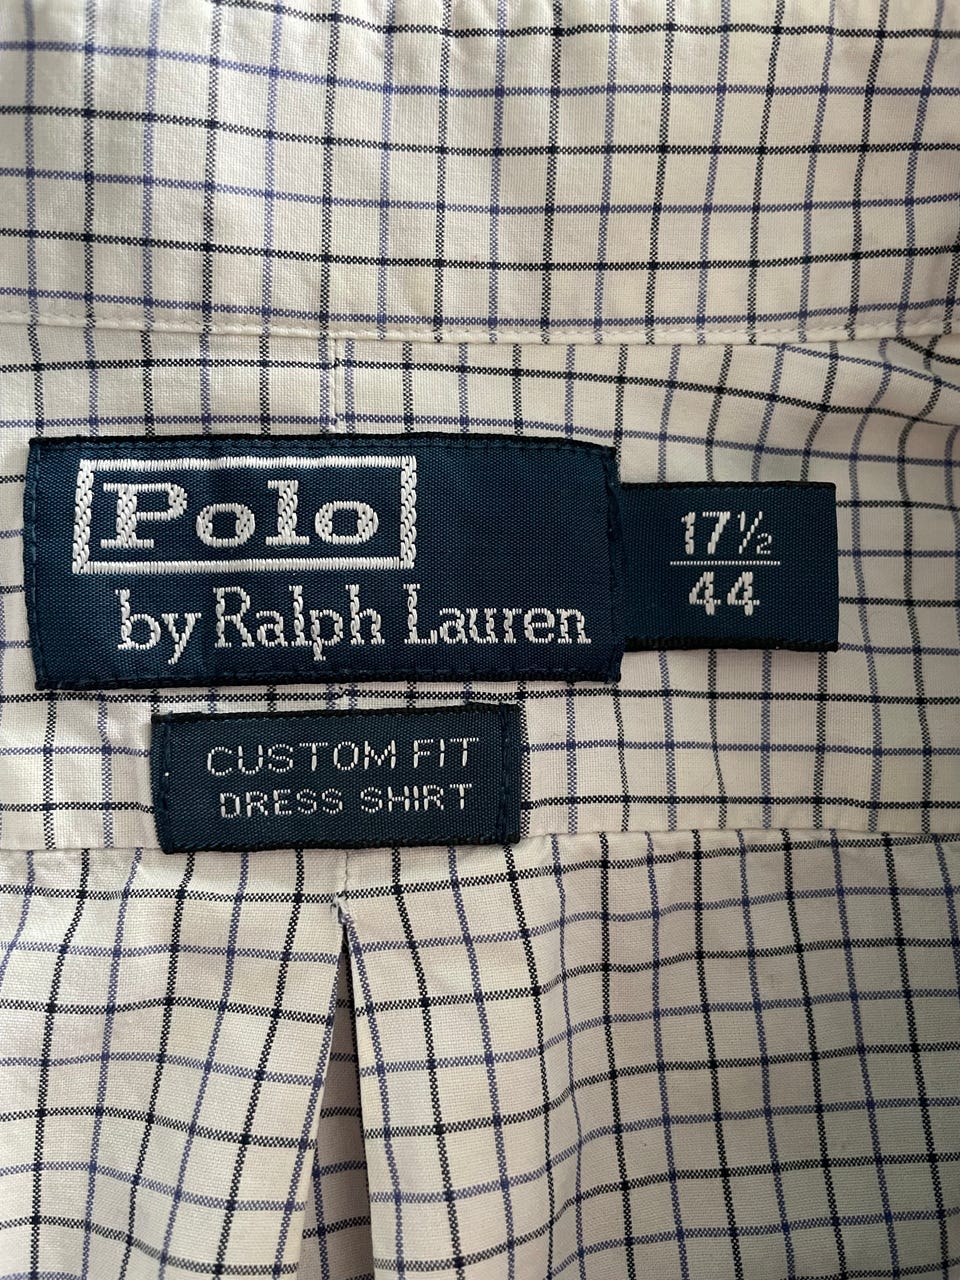 Polo
by Ralph Lauren
17½
44
CUSTOM FIT
DRESS SHIRT